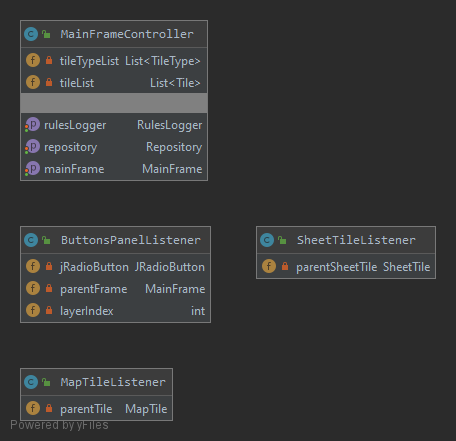 MainFrameController
tileTypeList List<TileType>
tileList List<Tile>
rulesLogger RulesLogger
repository Repository
mainFrame MainFrame
ButtonsPanelListener
jRadioButton JRadioButton
parentFrame MainFrame
layerIndex int
SheetTileListener
parentSheetTile SheetTile
MapTileListener
parentTile MapTile
Powered by yFiles